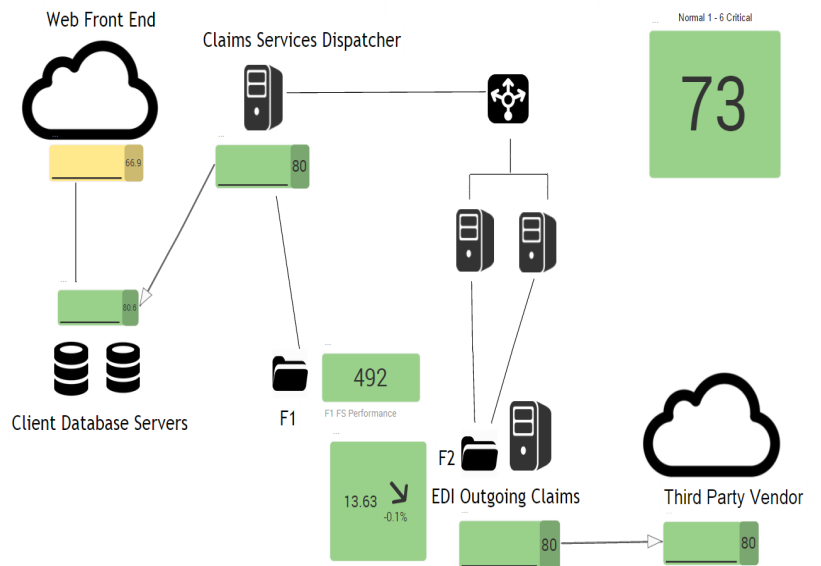 Web Front End
Claims Services Dispatcher
Normal 1 - 6 Critical
73
66.9
80
80.6
492
F1 FS Performance
F1
Client Database Servers
13.63
-0.1%
F2
EDI Outgoing Claims
Third Party Vendor
80
80